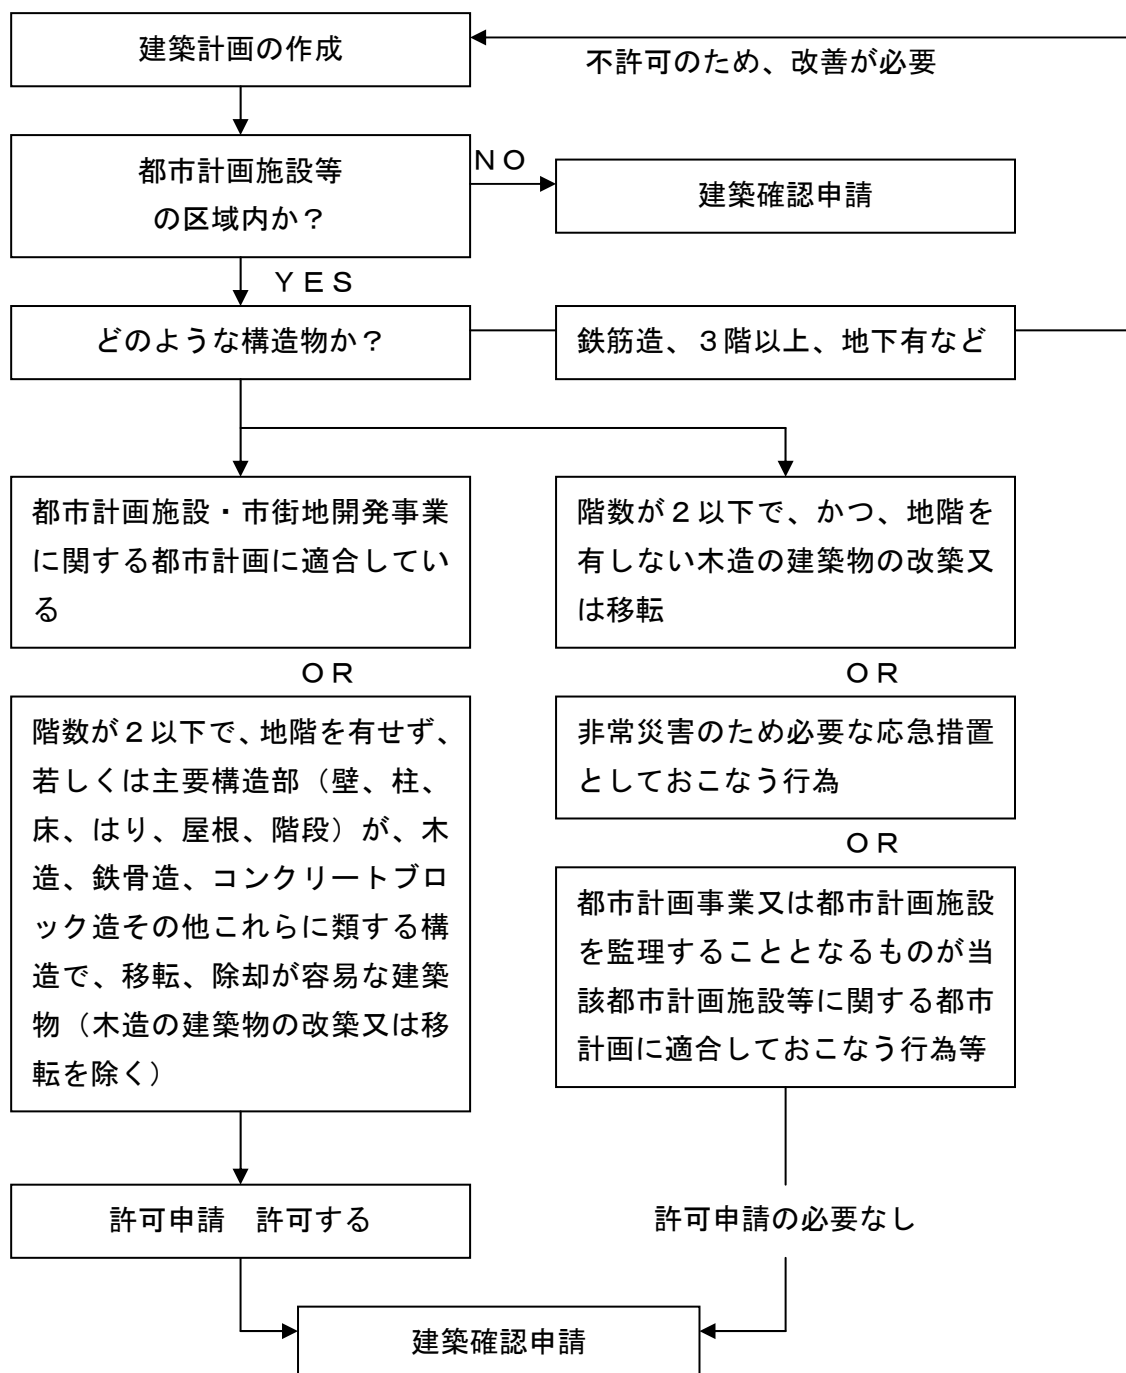 建築計画の作成
不許可のため、改善が必要
都市計画施設等
の区域内か？
ＮＯ
建築確認申請
ＹＥＳ
どのような構造物か？
鉄筋造、３階以上、地下有など
都市計画施設・市街地開発事業
に関する都市計画に適合してい
る
ＯＲ
階数が２以下で、地階を有せず、
若しくは主要構造部（壁、柱、
床、はり、屋根、階段）が、木
造、鉄骨造、コンクリートブロ
ック造その他これらに類する構
造で、移転、除却が容易な建築
物（木造の建築物の改築又は移
転を除く）
階数が２以下で、かつ、地階を
有しない木造の建築物の改築又
は移転
ＯＲ
非常災害のため必要な応急措置
としておこなう行為
ＯＲ
都市計画事業又は都市計画施設
を監理することとなるものが当
該都市計画施設等に関する都市
計画に適合しておこなう行為等
許可申請　許可する
許可申請の必要なし
建築確認申請